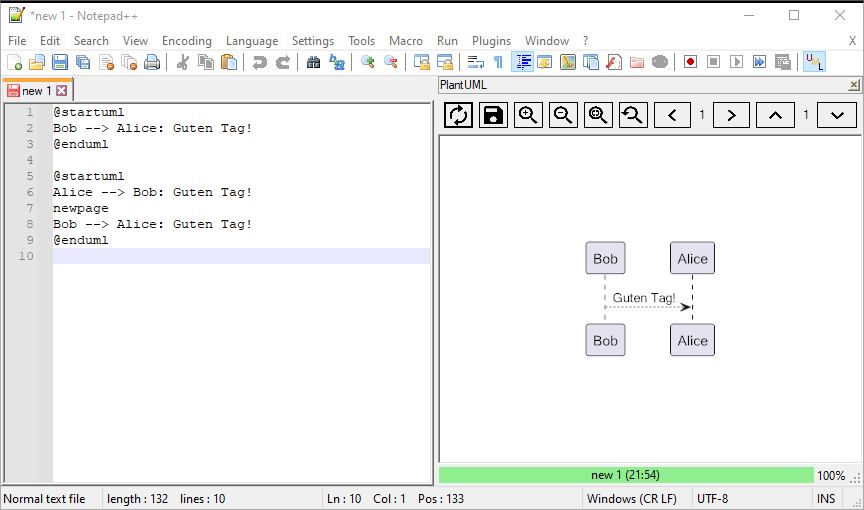 *new 1 - Notepad++
File Edit Search View Encoding Language Settings Tools Macro Run Plugins Window ? X
new 1
1 @startuml
2 Bob --> Alice: Guten Tag!
3 @enduml
4
5 @startuml
6 Alice --> Bob: Guten Tag!
7 newpage
8 Bob --> Alice: Guten Tag!
9 @enduml
10
PlantUML
1 1
Bob Alice
Guten Tag!
Bob Alice
new 1 (21:54) 100%
Normal text file length : 132 lines : 10 Ln : 10 Col : 1 Pos : 133 Windows (CR LF) UTF-8 INS